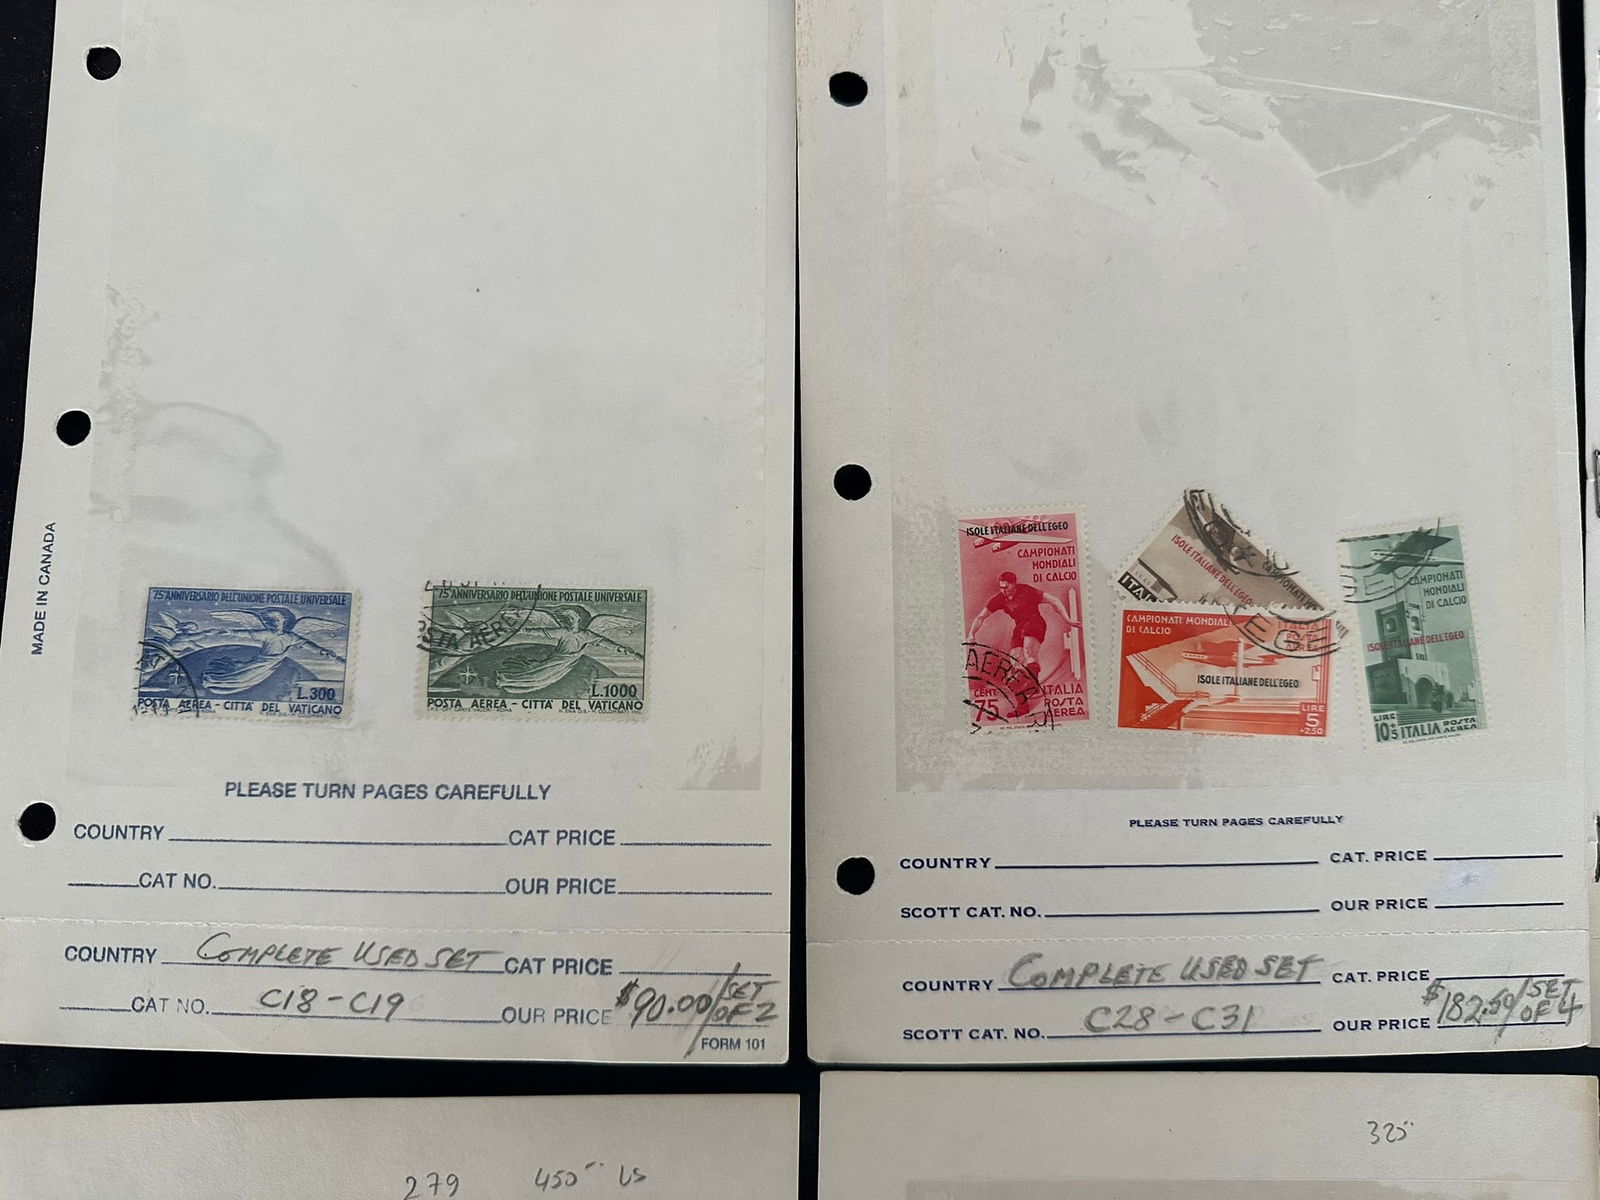 MADE IN CANADA
75° ANNIVERSARIO DELL'UNIONE POSTALE UNIVERSALE
L.300
POSTA AEREA - CITTA' DEL VATICANO
75° ANNIVERSARIO DELL'UNIONE POSTALE UNIVERSALE
POSTA AEREA
L.1000
POSTA AEREA - CITTA' DEL VATICANO
PLEASE TURN PAGES CAREFULLY
COUNTRY CAT PRICE
CAT NO. OUR PRICE
COUNTRY COMPLETE USED SET CAT PRICE
CAT NO. C18-C19 OUR PRICE $90.00/SET OF 2
FORM 101
ISOLE ITALIANE DELL'EGEO
CAMPIONATI
MONDIALI
DI CALCIO
AEREA
CENT.
75
ITALIA
POSTA
AEREA
ISOLE ITALIANE DELL'EGEO
CAMPIONATI MONDIALI
DI CALCIO
ITALIA
POSTA
AEREA
ISOLE ITALIANE DELL'EGEO
LIRE
5
+2.50
CAMPIONATI
MONDIALI
DI CALCIO
ISOLE ITALIANE DELL'EGEO
LIRE
10+5 ITALIA POSTA
AEREA
PLEASE TURN PAGES CAREFULLY
COUNTRY CAT. PRICE
SCOTT CAT. NO. OUR PRICE
COUNTRY COMPLETE USED SET CAT. PRICE
SCOTT CAT. NO. C28-C31 OUR PRICE $182.50/SET OF 4
279 450 US
325